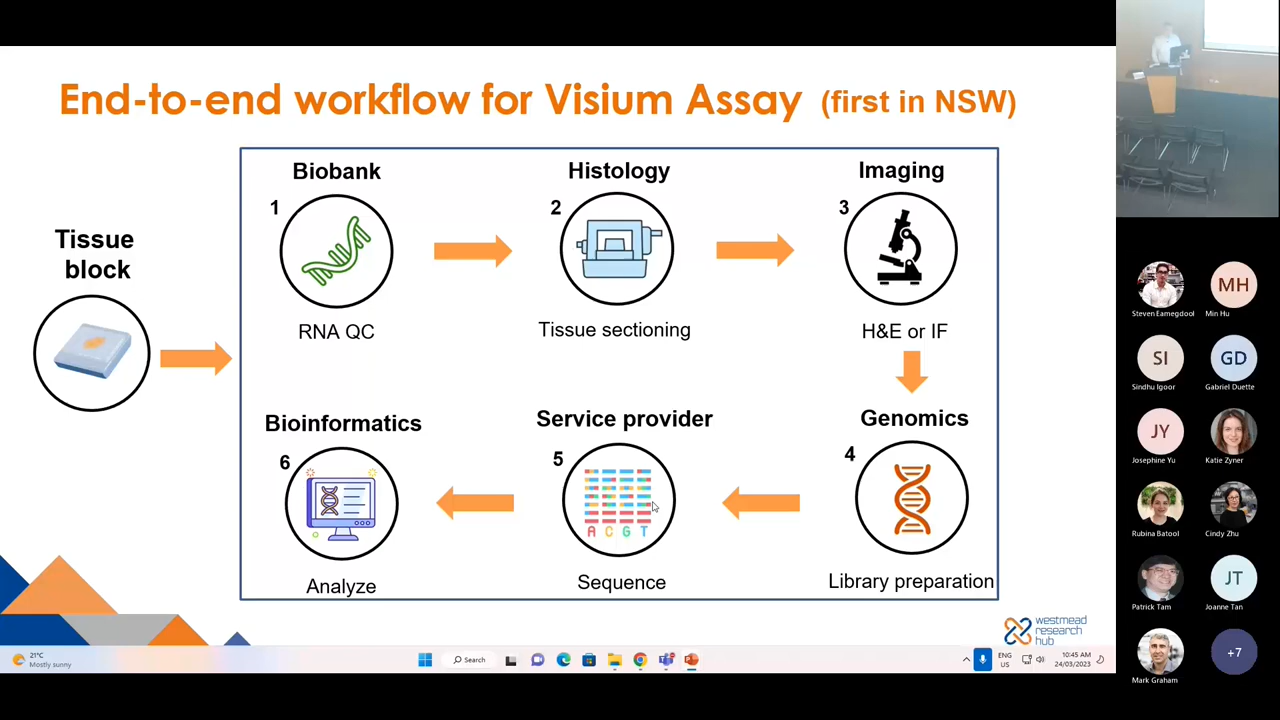 End-to-end workflow for Visium Assay (first in NSW)
Tissue
block
Biobank
1
RNA QC
Histology
2
Tissue sectioning
Imaging
3
H&E or IF
Genomics
4
Library preparation
Service provider
5
A C G T
Sequence
Bioinformatics
6
Analyze
westmead
research
hub
21°C
Mostly sunny
Search
ENG
US
10:45 AM
24/03/2023
Steven Eamegdool
MH
Min Hu
SI
Sindhu Igoor
GD
Gabriel Duette
JY
Josephine Yu
Katie Zyner
Rubina Batool
Cindy Zhu
Patrick Tam
JT
Joanne Tan
Mark Graham
+7